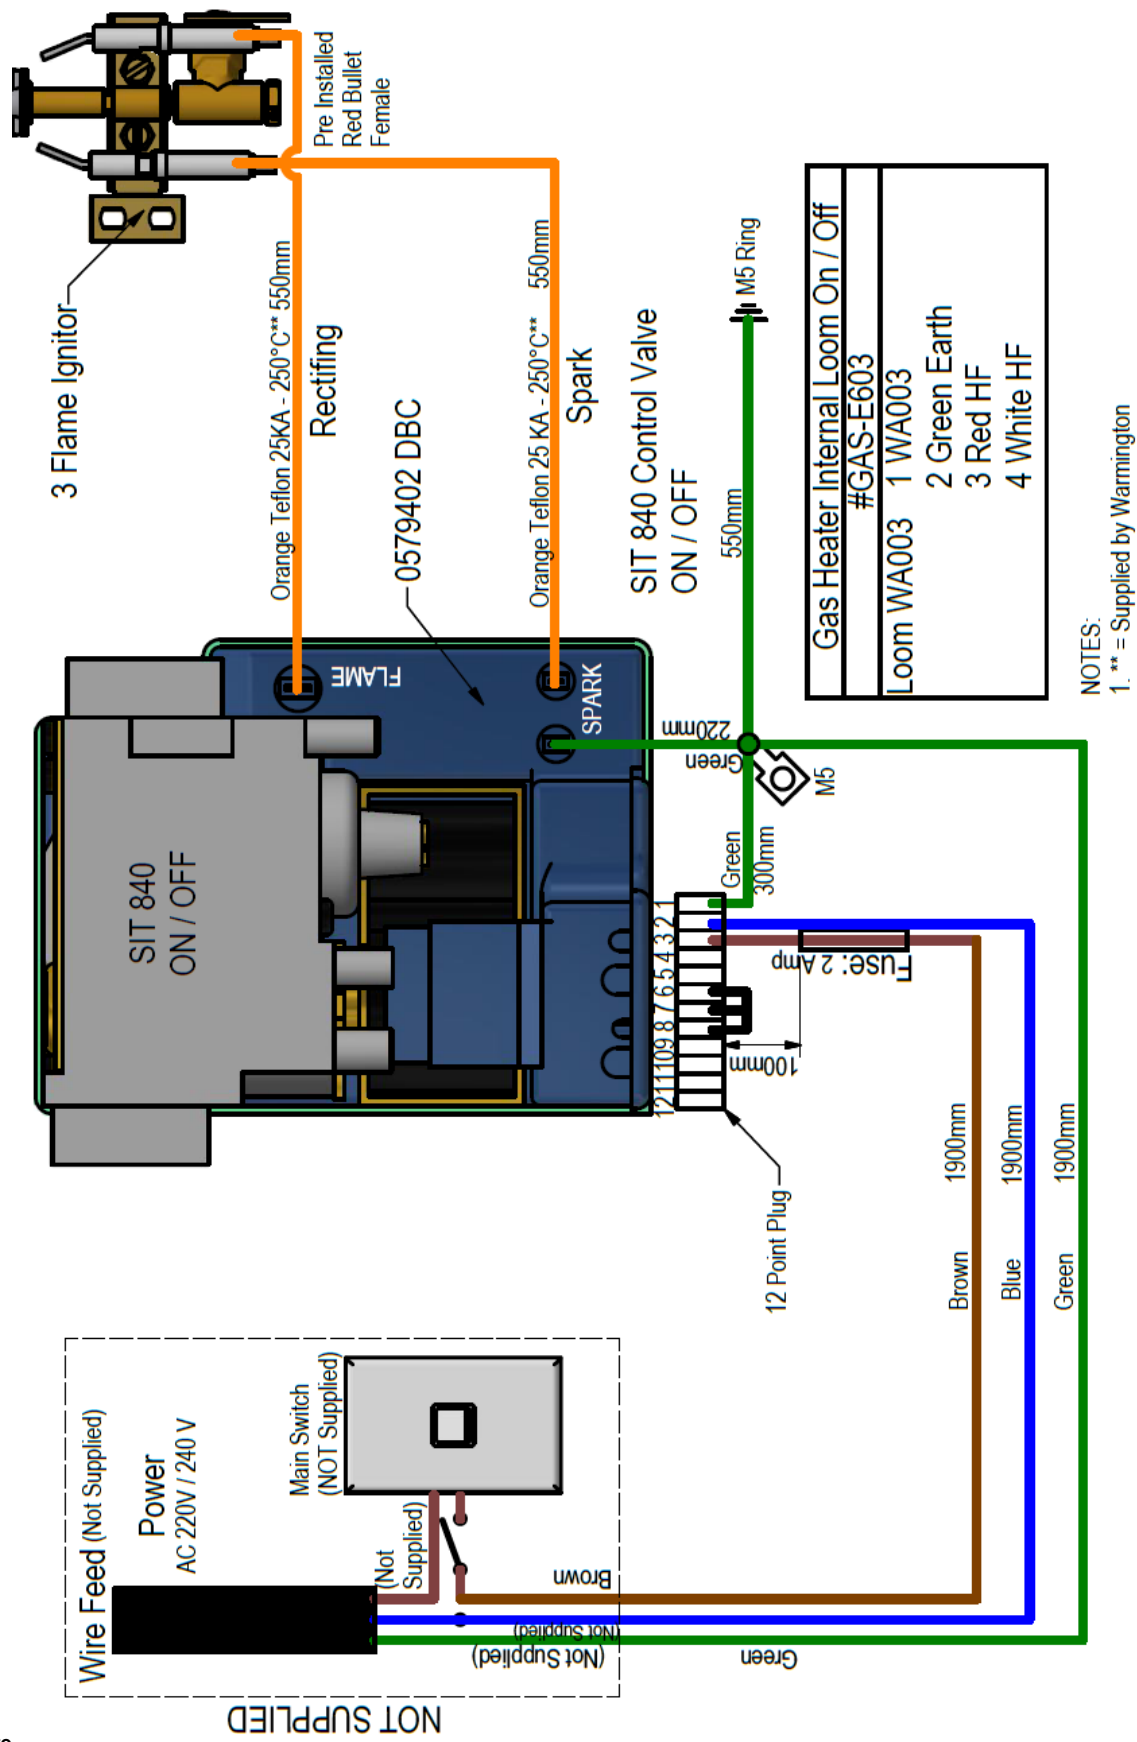 3 Flame Ignitor
Pre Installed
Red Bullet
Female
Orange Teflon 25KA - 250°C** 550mm
Rectifing
0579402 DBC
Orange Teflon 25 KA - 250°C** 550mm
Spark
SIT 840 Control Valve
ON / OFF
550mm
M5 Ring
SIT 840
ON / OFF
FLAME
SPARK
220mm
Green
M5
Green
300mm
1
2
3
4
5
6
7
8
9
10
11
12
Fuse: 2 Amp
100mm
12 Point Plug
Brown 1900mm
Blue 1900mm
Green 1900mm
Wire Feed (Not Supplied)
Power
AC 220V / 240 V
Main Switch
(NOT Supplied)
(Not
Supplied)
Brown
(Not Supplied)
(Not Supplied)
Green
NOT SUPPLIED
Gas Heater Internal Loom On / Off
#GAS-E603
Loom WA003 1 WA003
2 Green Earth
3 Red HF
4 White HF
NOTES:
1. ** = Supplied by Warmington